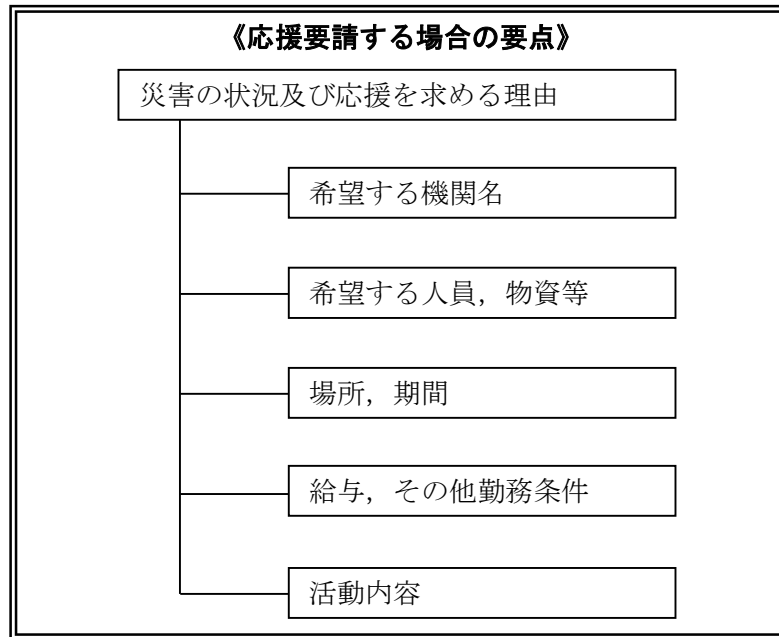 《応援要請する場合の要点》
災害の状況及び応援を求める理由
希望する機関名
希望する人員，物資等
場所，期間
給与，その他勤務条件
活動内容